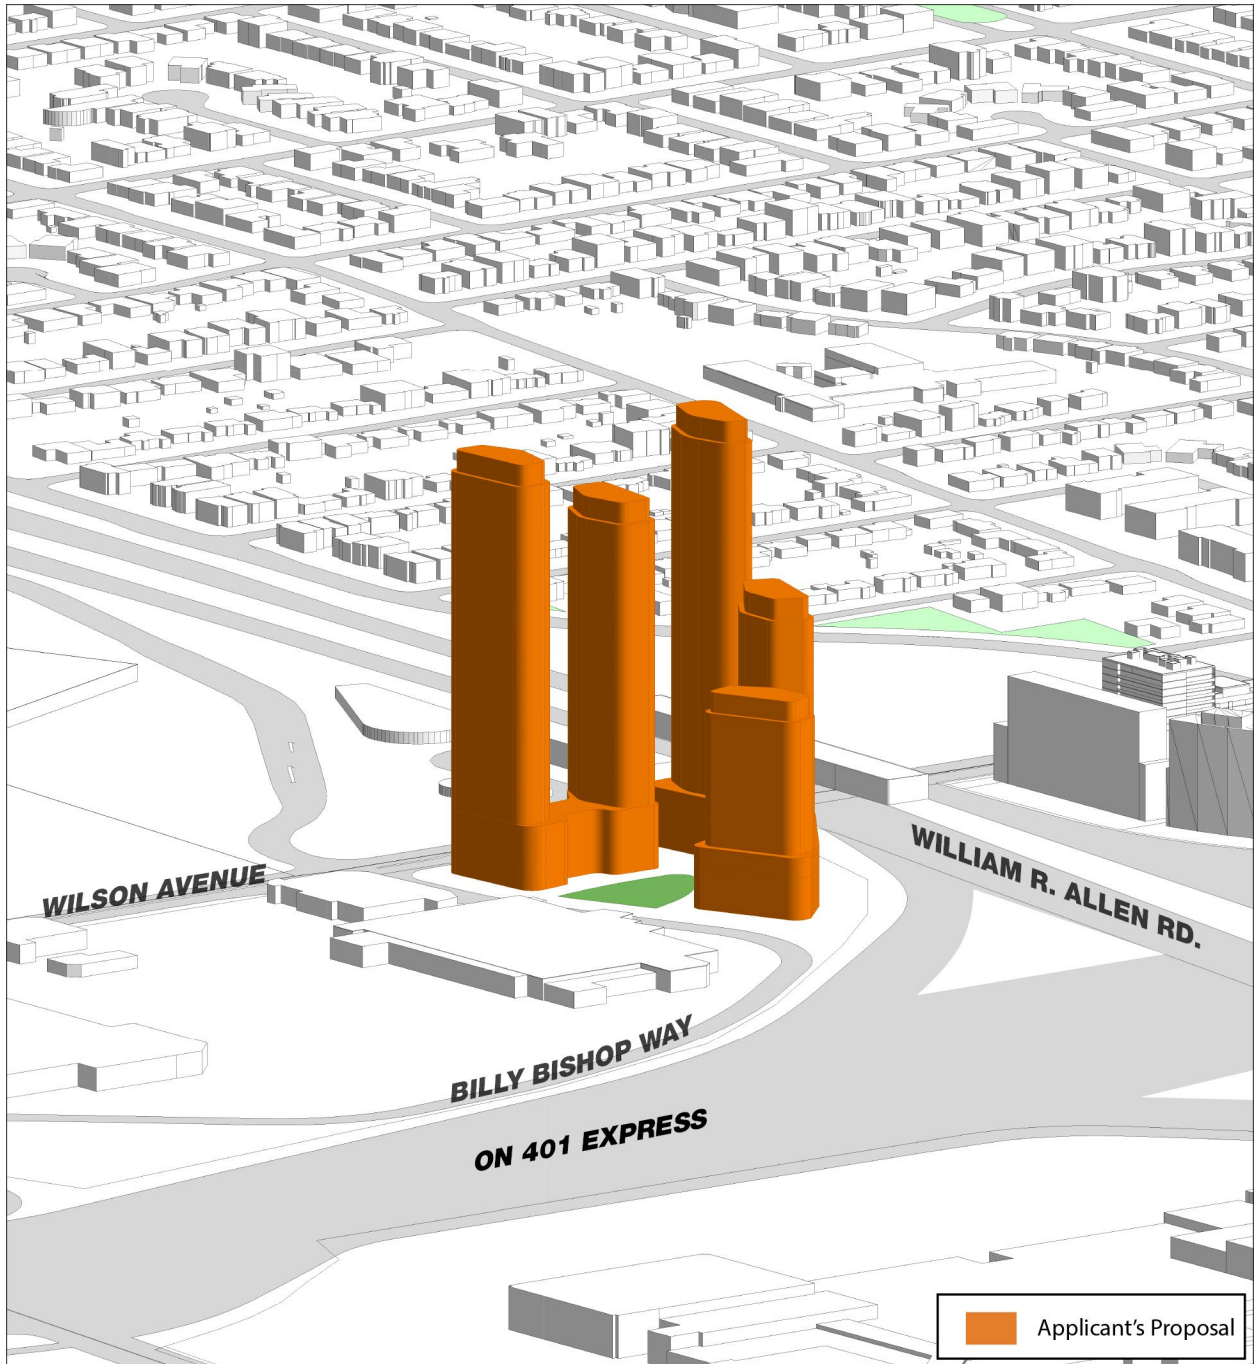 WILSON AVENUE
WILLIAM R. ALLEN RD.
BILLY BISHOP WAY
ON 401 EXPRESS
Applicant's Proposal